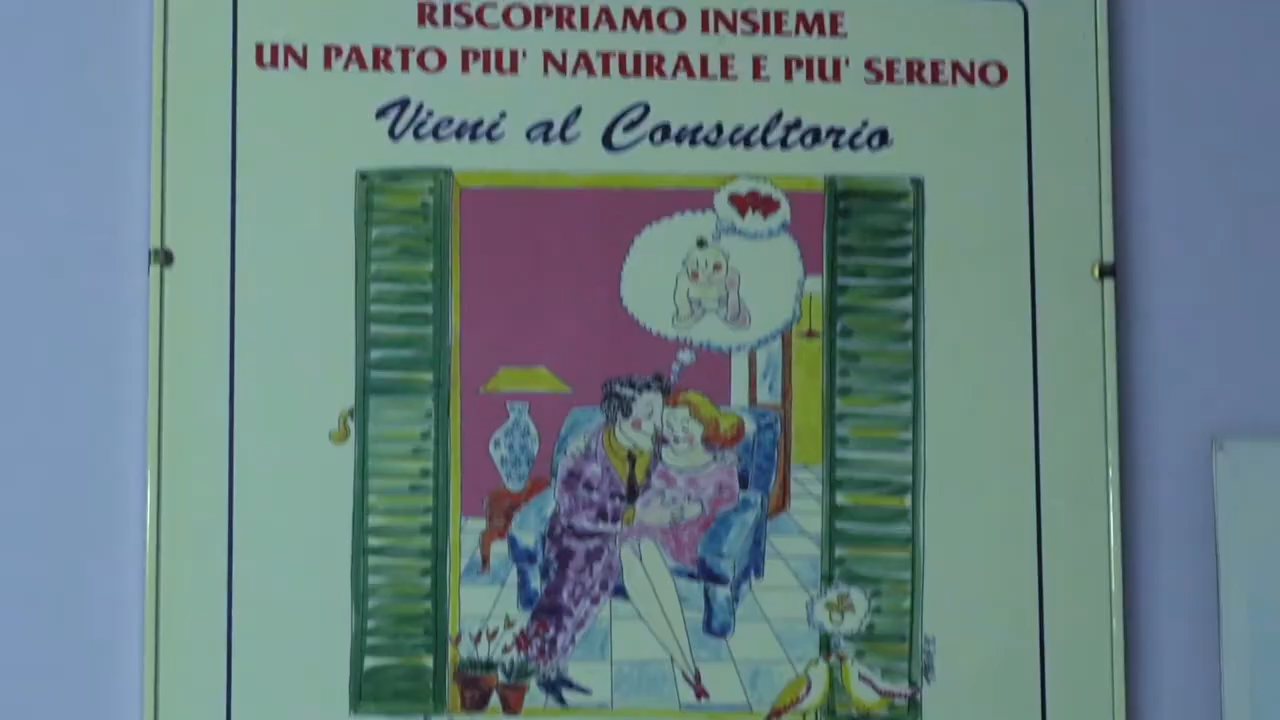 RISCOPRIAMO INSIEME
UN PARTO PIU' NATURALE E PIU' SERENO
Vieni al Consultorio